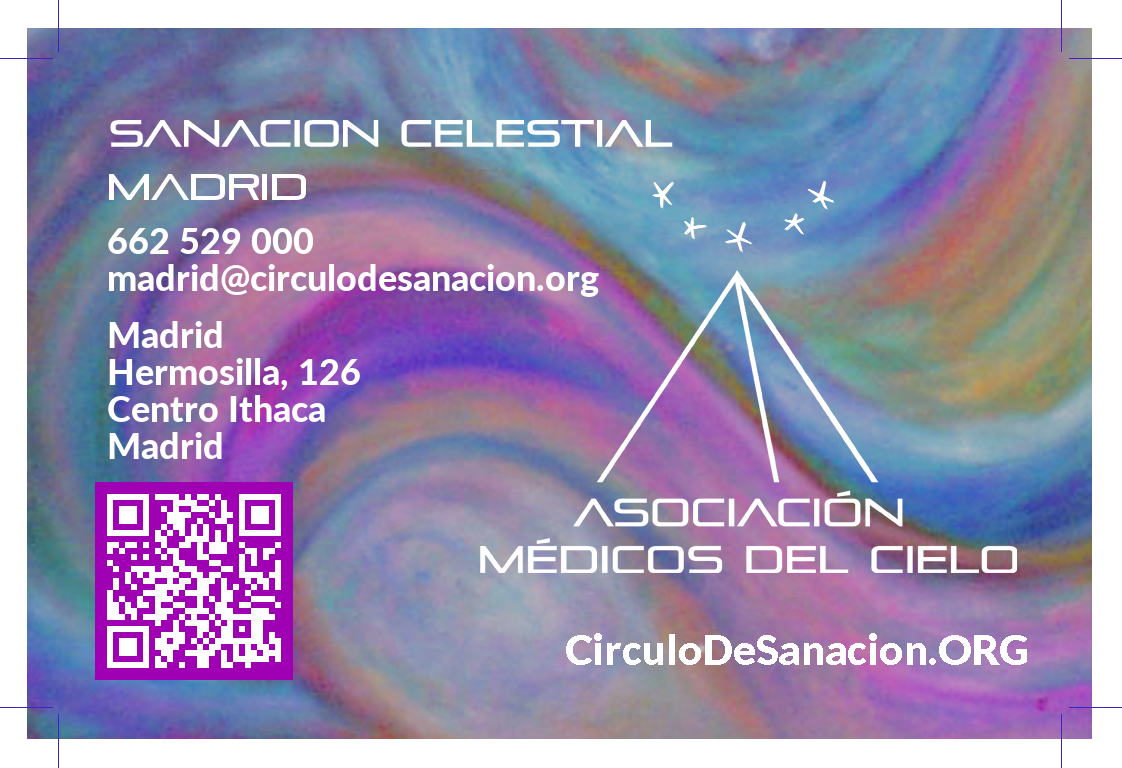 SANACION CELESTIAL
MADRID
662 529 000
madrid@circulodesanacion.org
Madrid
Hermosilla, 126
Centro Ithaca
Madrid
ASOCIACIÓN
MÉDICOS DEL CIELO
CirculoDeSanacion.ORG